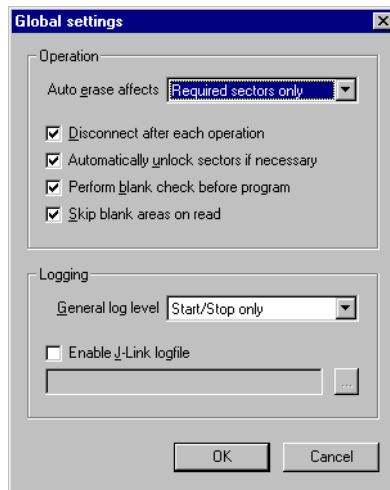 Global settings
Operation
Auto erase affects Required sectors only
Disconnect after each operation
Automatically unlock sectors if necessary
Perform blank check before program
Skip blank areas on read
Logging
General log level Start/Stop only
Enable J-Link logfile
...
OK Cancel